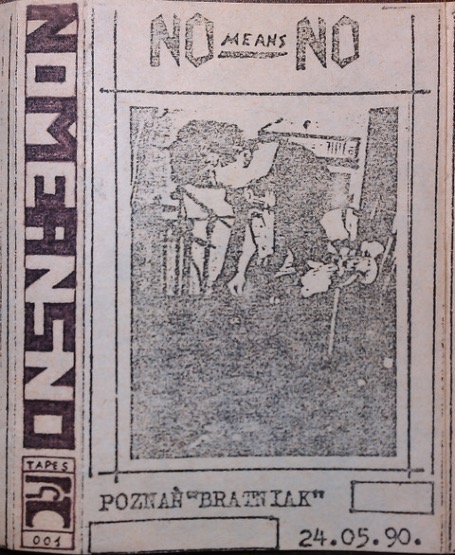 NOMEANSNO
TAPES
001
NO MEANS NO
POZNAŃ "BRATNIAK"
24.05.90.